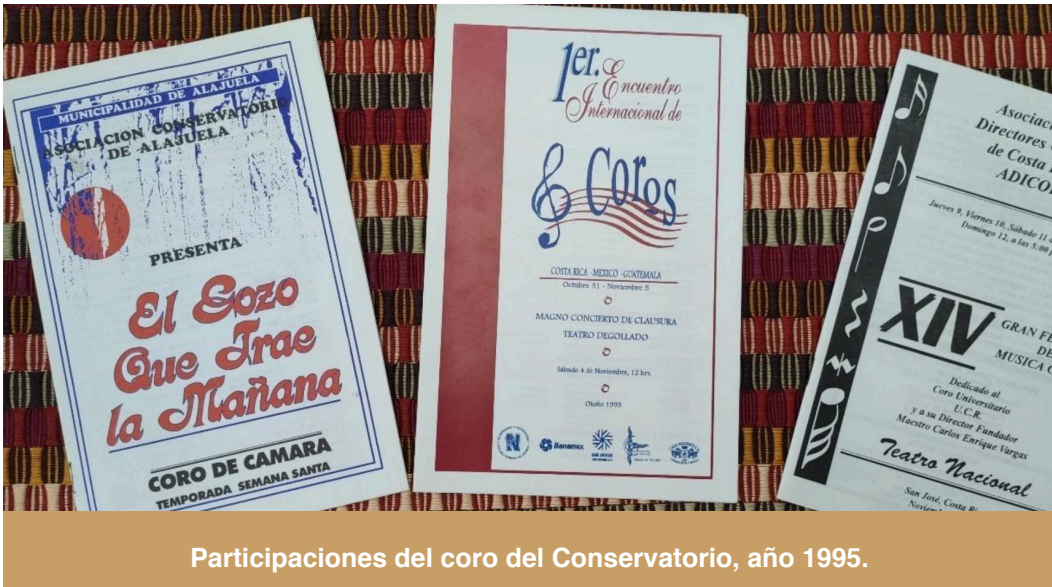 MUNICIPALIDAD DE ALAJUELA
ASOCIACION CONSERVATORIO
DE ALAJUELA
PRESENTA
El Gozo
Que Trae
la Mañana
CORO DE CAMARA
TEMPORADA SEMANA SANTA
1er. Encuentro
Internacional de
Coros
COSTA RICA - MEXICO - GUATEMALA
Octubre 31 - Noviembre 5
MAGNO CONCIERTO DE CLAUSURA
TEATRO DEGOLLADO
Sábado 4 de Noviembre, 12 hrs.
Otoño 1995
Banamex
Asociac
Directores
de Costa
ADICO
Jueves 9, Viernes 10, Sábado 11
Domingo 12, a las 5:00
XIV
GRAN FE
DE
MUSICA C
Dedicado al
Coro Universitario
U.C.R.
y a su Director Fundador
Maestro Carlos Enrique Vargas
Teatro Nacional
San José, Costa Ri
Noviem
Participaciones del coro del Conservatorio, año 1995.